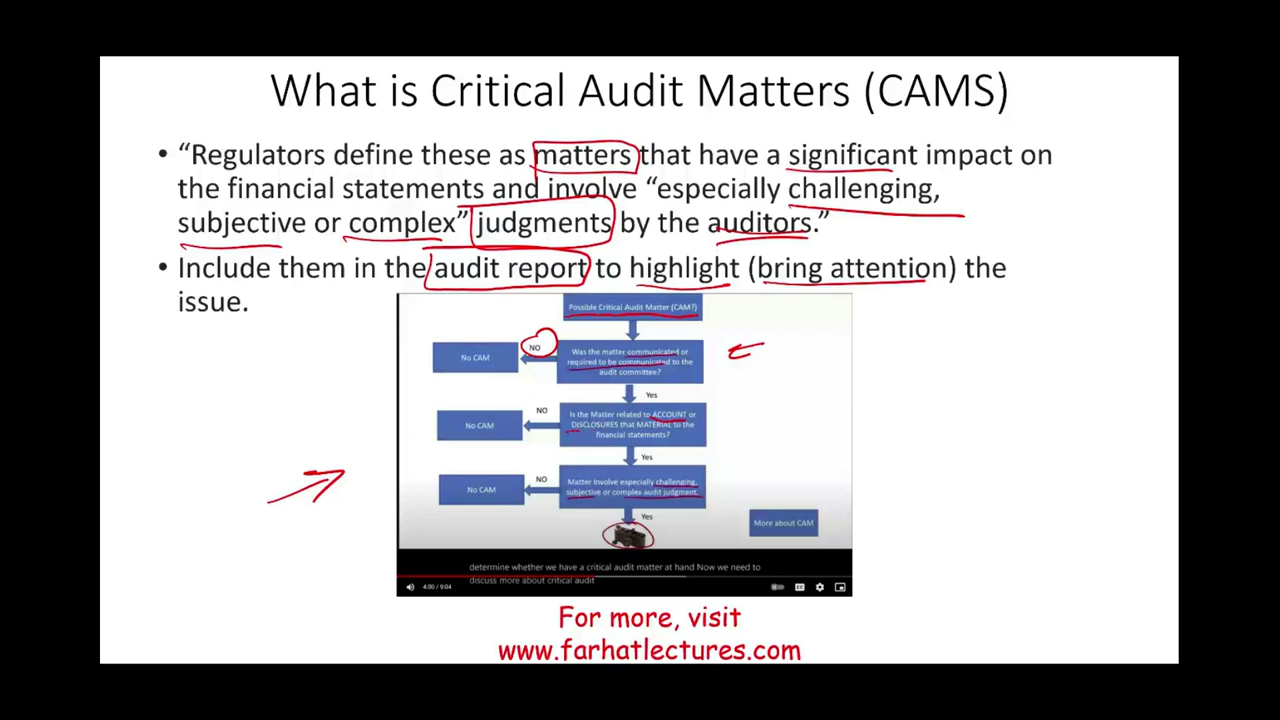 What is Critical Audit Matters (CAMS)
• “Regulators define these as matters that have a significant impact on
the financial statements and involve “especially challenging,
subjective or complex” judgments by the auditors.”
• Include them in the audit report to highlight (bring attention) the
issue.
Possible Critical Audit Matter (CAM?)
NO
No CAM
Was the matter communicated or
required to be communicated to the
audit committee?
Yes
NO
No CAM
Is the Matter related to ACCOUNT or
DISCLOSURES that MATERIAL to the
financial statements?
Yes
NO
No CAM
Matter Involve especially challenging,
subjective or complex audit judgment.
Yes
More about CAM
determine whether we have a critical audit matter at hand Now we need to
discuss more about critical audit
4:00 / 9:04
For more, visit
www.farhatlectures.com